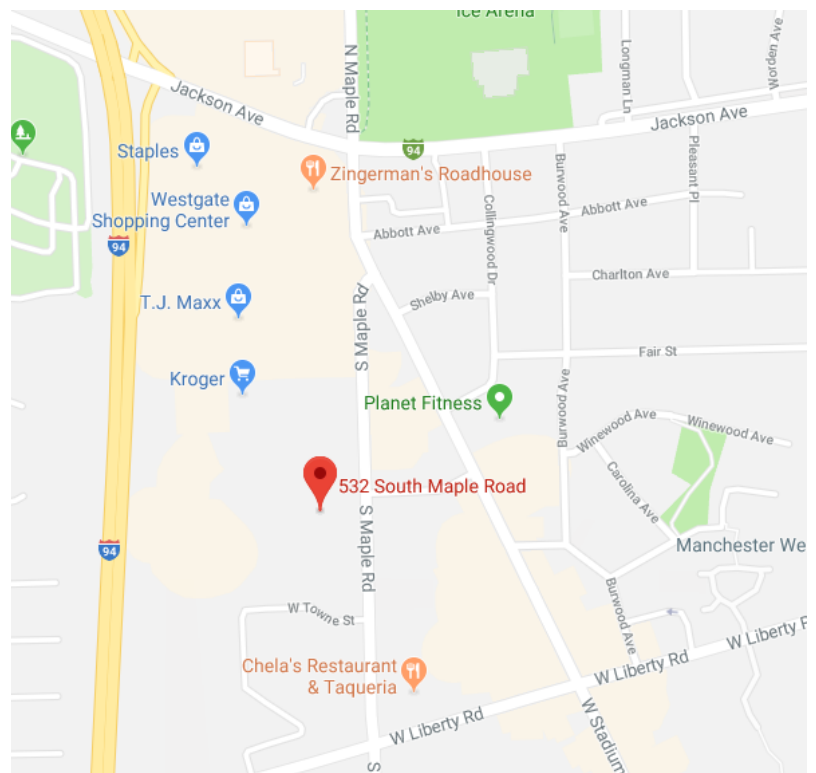 Ice Arena
N Maple Rd
Longman Ln
Worden Ave
Jackson Ave
Jackson Ave
94
Staples
Zingerman's Roadhouse
Pleasant Pl
Burwood Ave
Westgate
Shopping Center
Collingwood Dr
Abbott Ave
Abbott Ave
94
Charlton Ave
T.J. Maxx
Shelby Ave
S Maple Rd
Fair St
Kroger
Planet Fitness
Burwood Ave
Winewood Ave
Winewood Ave
532 South Maple Road
Carolina Ave
S Maple Rd
94
Manchester We
W Towne St
Burwood Ave
Chela's Restaurant
& Taqueria
W Liberty Rd
W Liberty R
W Liberty Rd
W Stadium
S